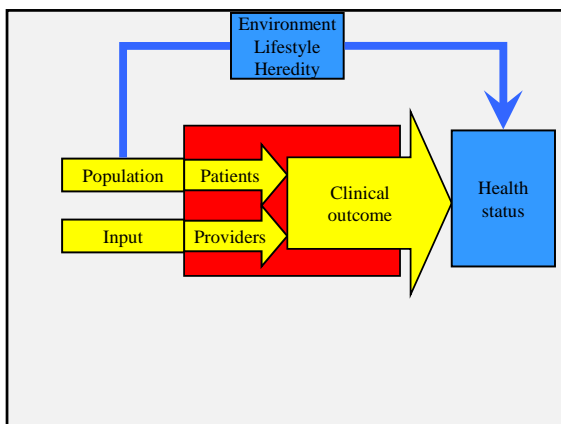 Environment
Lifestyle
Heredity
Population
Patients
Clinical
outcome
Health
status
Input
Providers